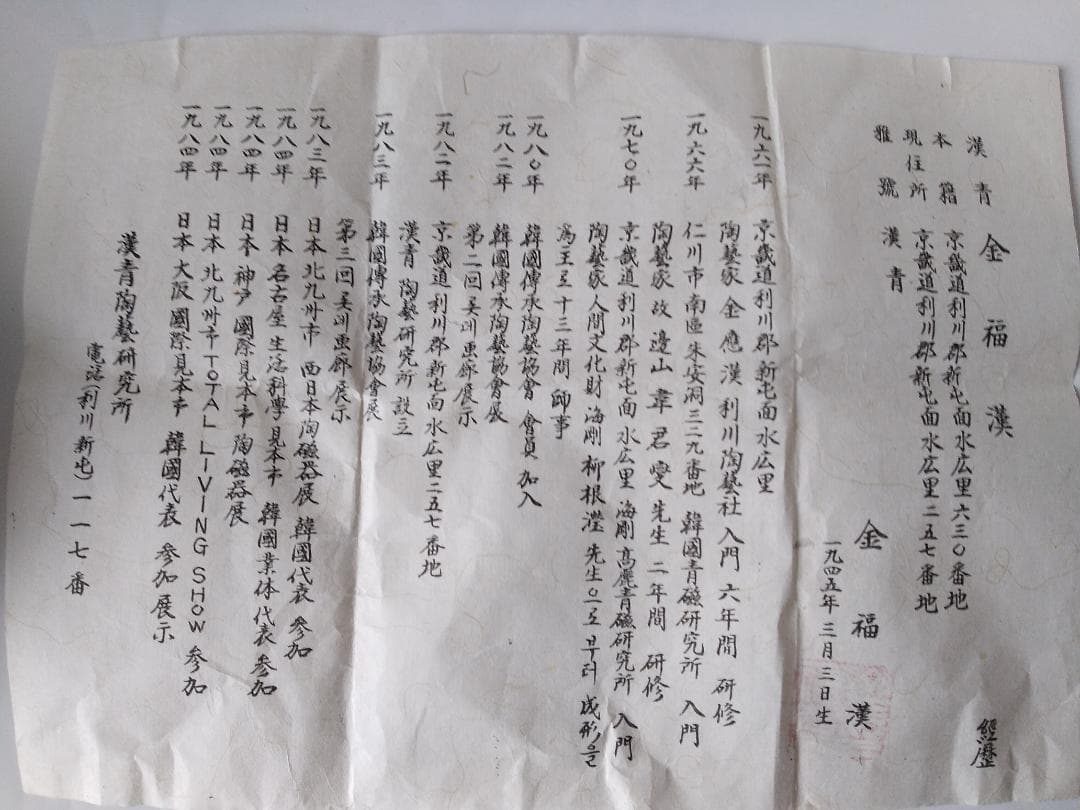 漢青 金福漢 經歷
本籍 京畿道利川郡新屯面水広里六三○番地
現住所 京畿道利川郡新屯面水広里二五七番地
雅號 漢青
金福漢
一九四五年三月三日生
一九六一年 京畿道利川郡新屯面水広里
陶藝家 金應漢 利川陶藝社 入門 六年間 研修
一九六六年 仁川市南區朱安洞三二九番地 韓國青磁研究所 入門
陶藝家 故邊山 韋君燮 先生 二年間 研修
一九七○年 京畿道利川郡新屯面水広里 海剛高麗青磁研究所 入門
陶藝家人間文化財 海剛 柳根瀅 先生으로부터 成形을
爲主로 十三年間 師事
一九八○年 韓國傳承陶藝協會 會員 加入
一九八二年 韓國傳承陶藝協會展
第二回 画廊展示
一九八二年 京畿道利川郡新屯面水広里二五七番地
漢青 陶藝研究所 設立
一九八三年 韓國傳承陶藝協會展
第三回 画廊展示
一九八三年 日本 北九州市 西日本陶磁器展 韓國代表 參加
一九八四年 日本 名古屋 生活科學見本市 韓國業体代表 參加
一九八四年 日本 神戸 國際見本市 陶磁器展
一九八四年 日本 北九州市 TOTAL LIVING SHOW 參加
一九八四年 日本 大阪 國際見本市 韓國代表 參加 展示
漢青陶藝研究所
電話(利川新屯)一一七番